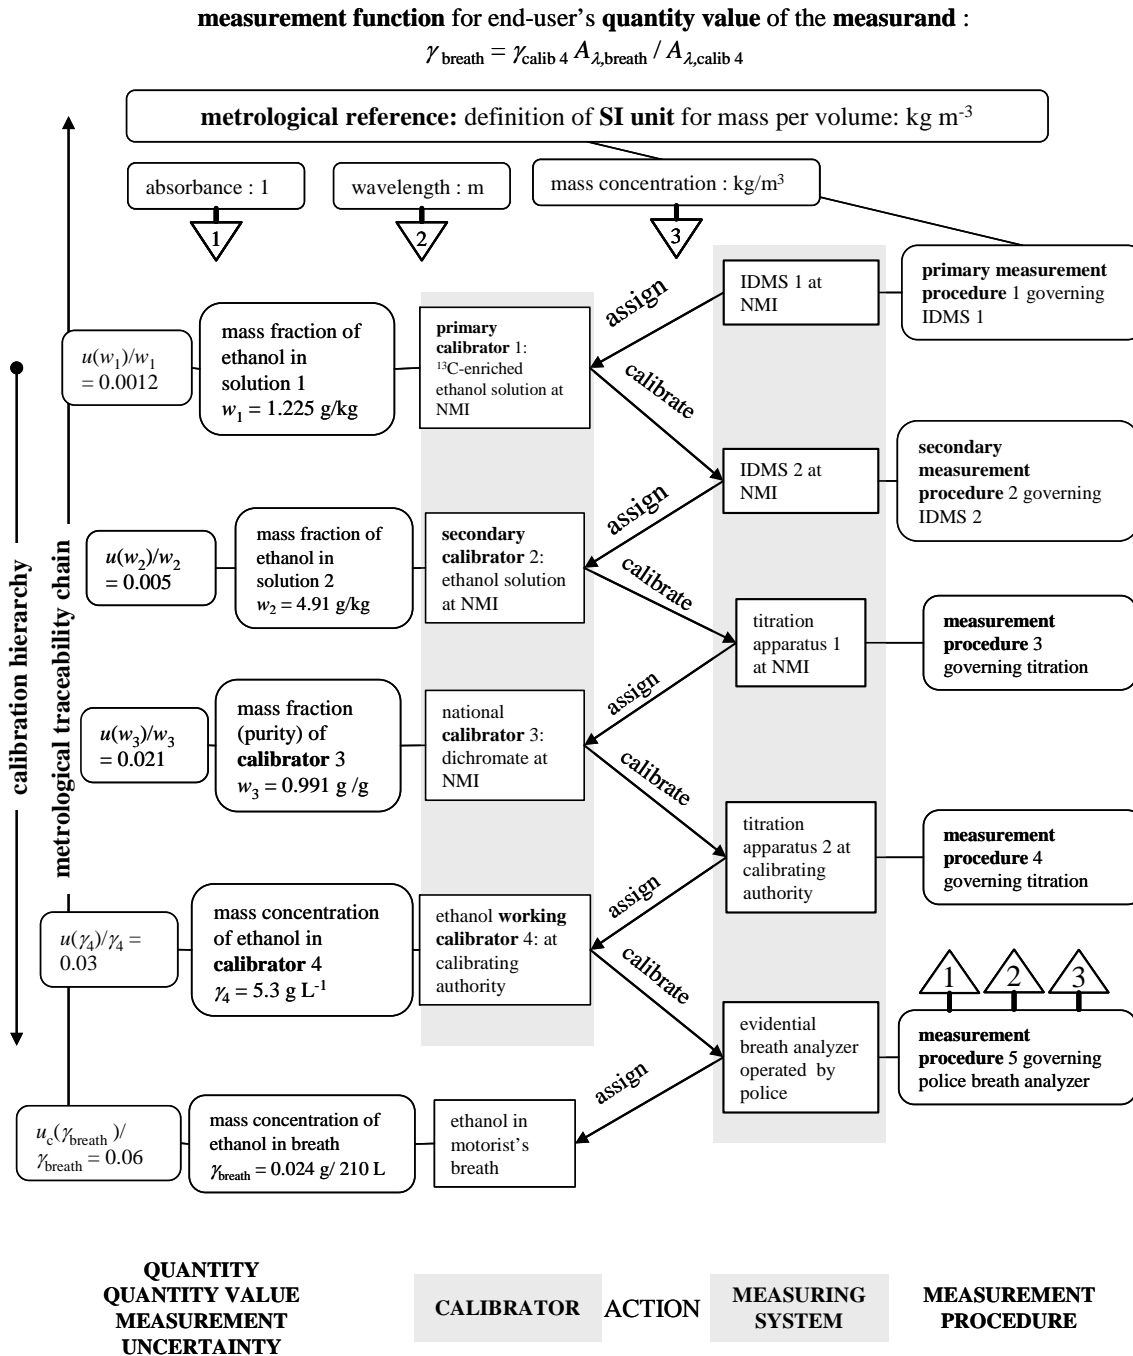 measurement function for end-user's quantity value of the measurand :
γbreath = γcalib 4 Aλ,breath / Aλ,calib 4
metrological reference: definition of SI unit for mass per volume: kg m-3
absorbance : 1
wavelength : m
mass concentration : kg/m3
1
2
3
calibration hierarchy
metrological traceability chain
u(w1)/w1
= 0.0012
mass fraction of
ethanol in
solution 1
w1 = 1.225 g/kg
primary
calibrator 1:
13C-enriched
ethanol solution at
NMI
assign
IDMS 1 at
NMI
primary measurement
procedure 1 governing
IDMS 1
calibrate
IDMS 2 at
NMI
secondary
measurement
procedure 2 governing
IDMS 2
assign
u(w2)/w2
= 0.005
mass fraction of
ethanol in
solution 2
w2 = 4.91 g/kg
secondary
calibrator 2:
ethanol solution
at NMI
calibrate
titration
apparatus 1
at NMI
measurement
procedure 3
governing titration
assign
u(w3)/w3
= 0.021
mass fraction
(purity) of
calibrator 3
w3 = 0.991 g /g
national
calibrator 3:
dichromate at
NMI
calibrate
titration
apparatus 2 at
calibrating
authority
measurement
procedure 4
governing titration
assign
u(γ4)/γ4 =
0.03
mass concentration
of ethanol in
calibrator 4
γ4 = 5.3 g L-1
ethanol working
calibrator 4: at
calibrating
authority
calibrate
1
2
3
evidential
breath analyzer
operated by
police
measurement
procedure 5 governing
police breath analyzer
assign
uc(γbreath )/
γbreath = 0.06
mass concentration of
ethanol in breath
γbreath = 0.024 g/ 210 L
ethanol in
motorist's
breath
QUANTITY
QUANTITY VALUE
MEASUREMENT
UNCERTAINTY
CALIBRATOR
ACTION
MEASURING
SYSTEM
MEASUREMENT
PROCEDURE